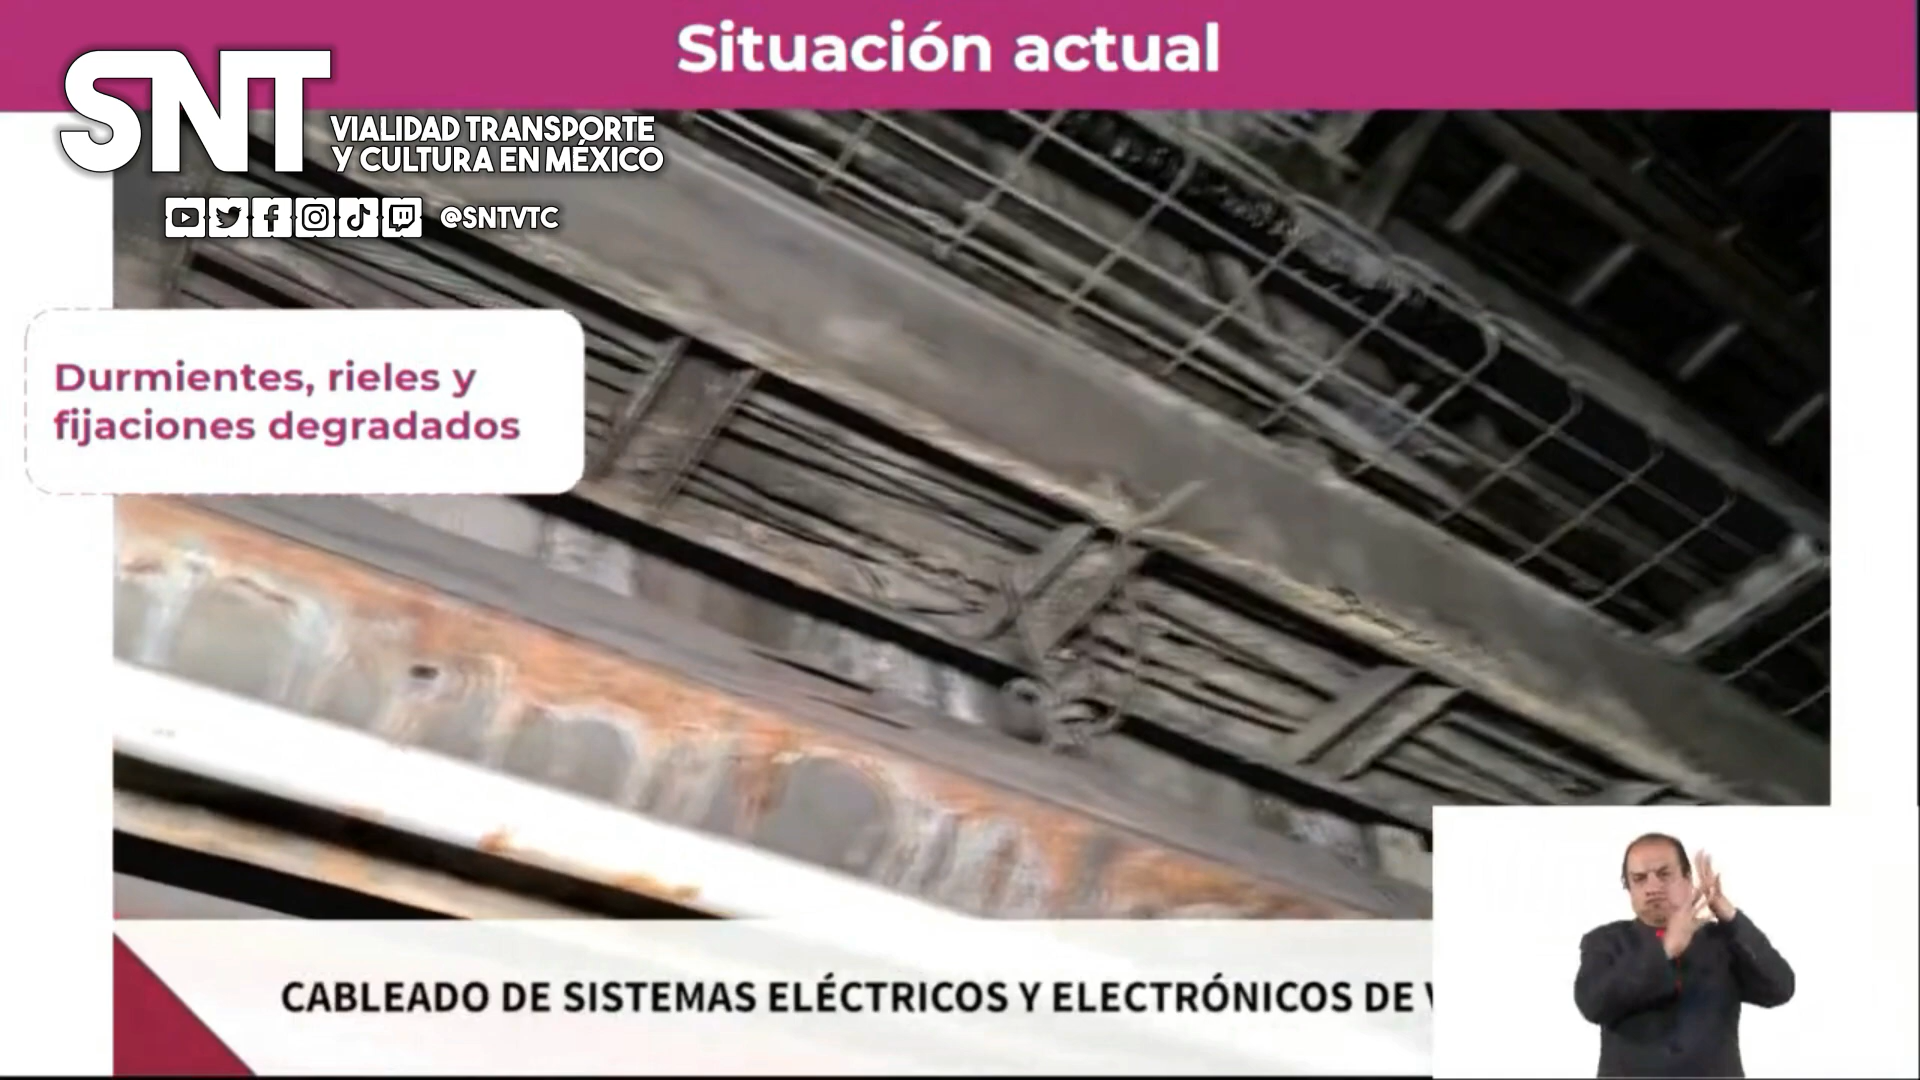 Situación actual
SNT
VIALIDAD TRANSPORTE
Y CULTURA EN MÉXICO
@SNTVTC
Durmientes, rieles y
fijaciones degradados
CABLEADO DE SISTEMAS ELÉCTRICOS Y ELECTRÓNICOS DE